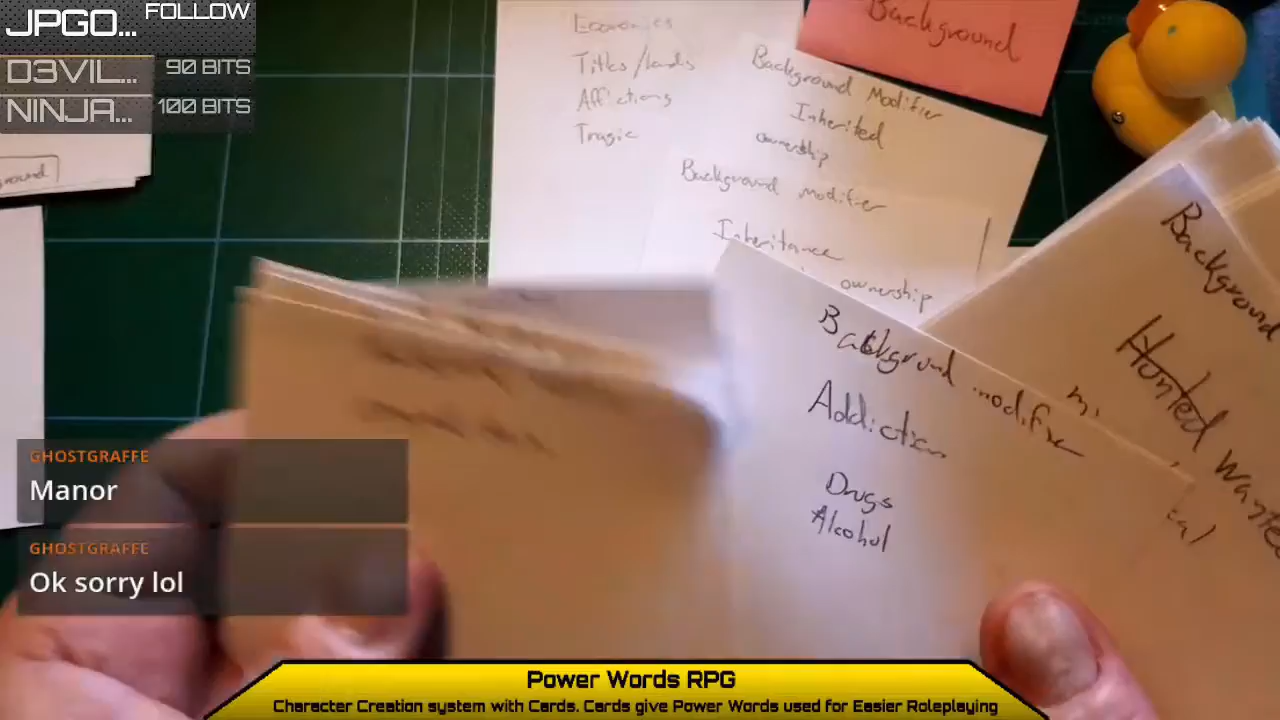 JPGO...
FOLLOW
D3VIL...
90 BITS
NINJA...
100 BITS
Economics
Titles/lands
Afflictions
Tragic
Background
Background Modifier
Inherited
ownership
Background modifier
Inheritance
ownership
Background modifier
Addiction
Drugs
Alcohol
Background
Hunted
Wanted
GHOSTGRAFFE
Manor
GHOSTGRAFFE
Ok sorry lol
Power Words RPG
Character Creation system with Cards. Cards give Power Words used for Easier Roleplaying